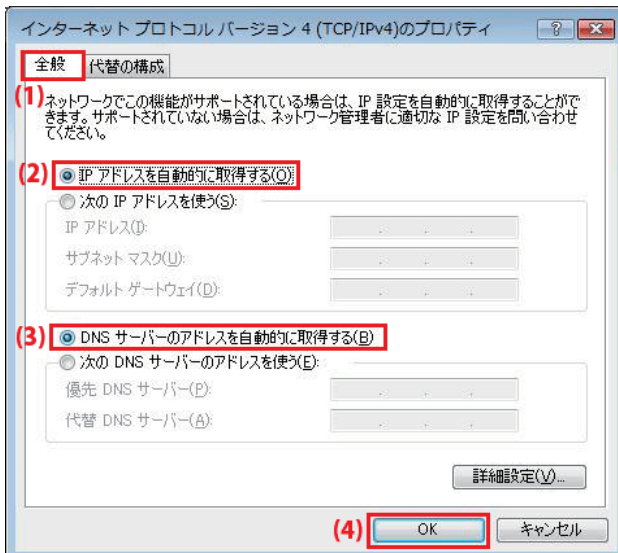 インターネット プロトコル バージョン 4 (TCP/IPv4)のプロパティ
全般 代替の構成
(1)
ネットワークでこの機能がサポートされている場合は、IP 設定を自動的に取得することがで
きます。サポートされていない場合は、ネットワーク管理者に適切な IP 設定を問い合わせ
てください。
(2) IP アドレスを自動的に取得する(O)
次の IP アドレスを使う(S):
IP アドレス(I):
サブネット マスク(U):
デフォルト ゲートウェイ(D):
(3) DNS サーバーのアドレスを自動的に取得する(B)
次の DNS サーバーのアドレスを使う(E):
優先 DNS サーバー(P):
代替 DNS サーバー(A):
詳細設定(V)...
(4) OK キャンセル